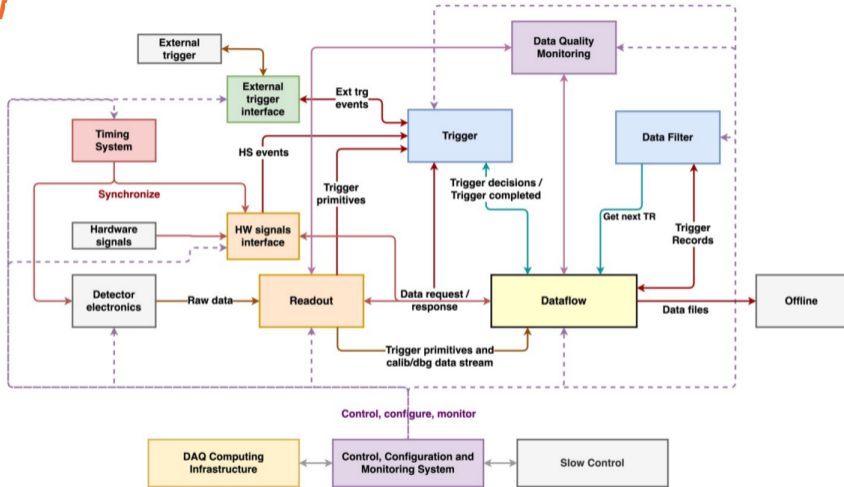 External
trigger
Data Quality
Monitoring
External
trigger
interface
Ext trg
events
Trigger
Data Filter
Timing
System
HS events
Synchronize
Trigger
primitives
Trigger decisions /
Trigger completed
Get next TR
Trigger
Records
Hardware
signals
HW signals
interface
Detector
electronics
Raw data
Readout
Data request /
response
Dataflow
Data files
Offline
Trigger primitives and
calib/dbg data stream
Control, configure, monitor
DAQ Computing
Infrastructure
Control, Configuration and
Monitoring System
Slow Control